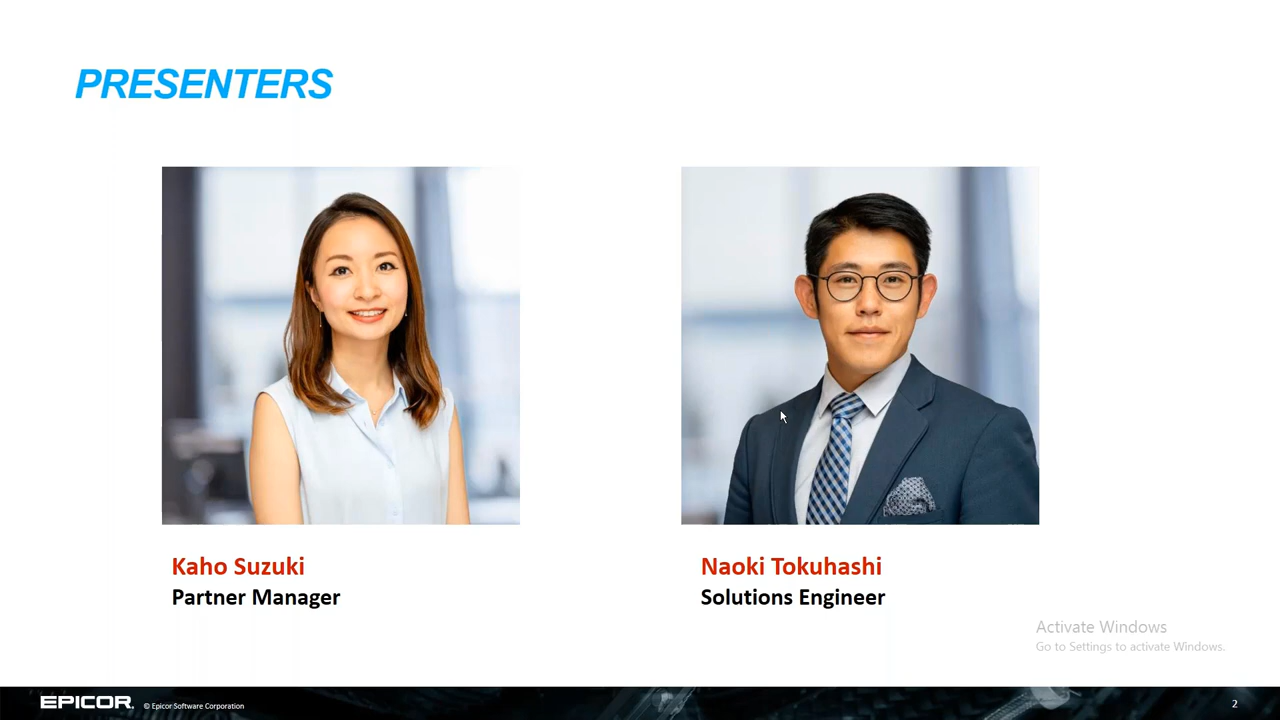 PRESENTERS
Kaho Suzuki
Partner Manager
Naoki Tokuhashi
Solutions Engineer
Activate Windows
Go to Settings to activate Windows.
EPICOR. © Epicor Software Corporation
2